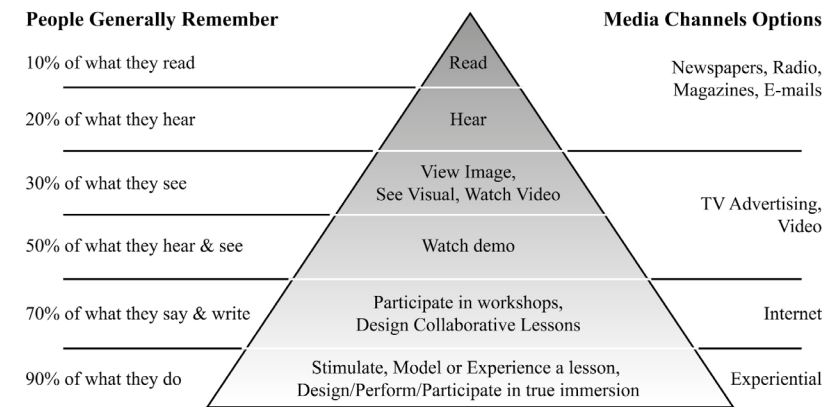 People Generally Remember
Media Channels Options
10% of what they read
Read
Newspapers, Radio,
Magazines, E-mails
20% of what they hear
Hear
30% of what they see
View Image,
See Visual, Watch Video
TV Advertising,
Video
50% of what they hear & see
Watch demo
70% of what they say & write
Participate in workshops,
Design Collaborative Lessons
Internet
90% of what they do
Stimulate, Model or Experience a lesson,
Design/Perform/Participate in true immersion
Experiential